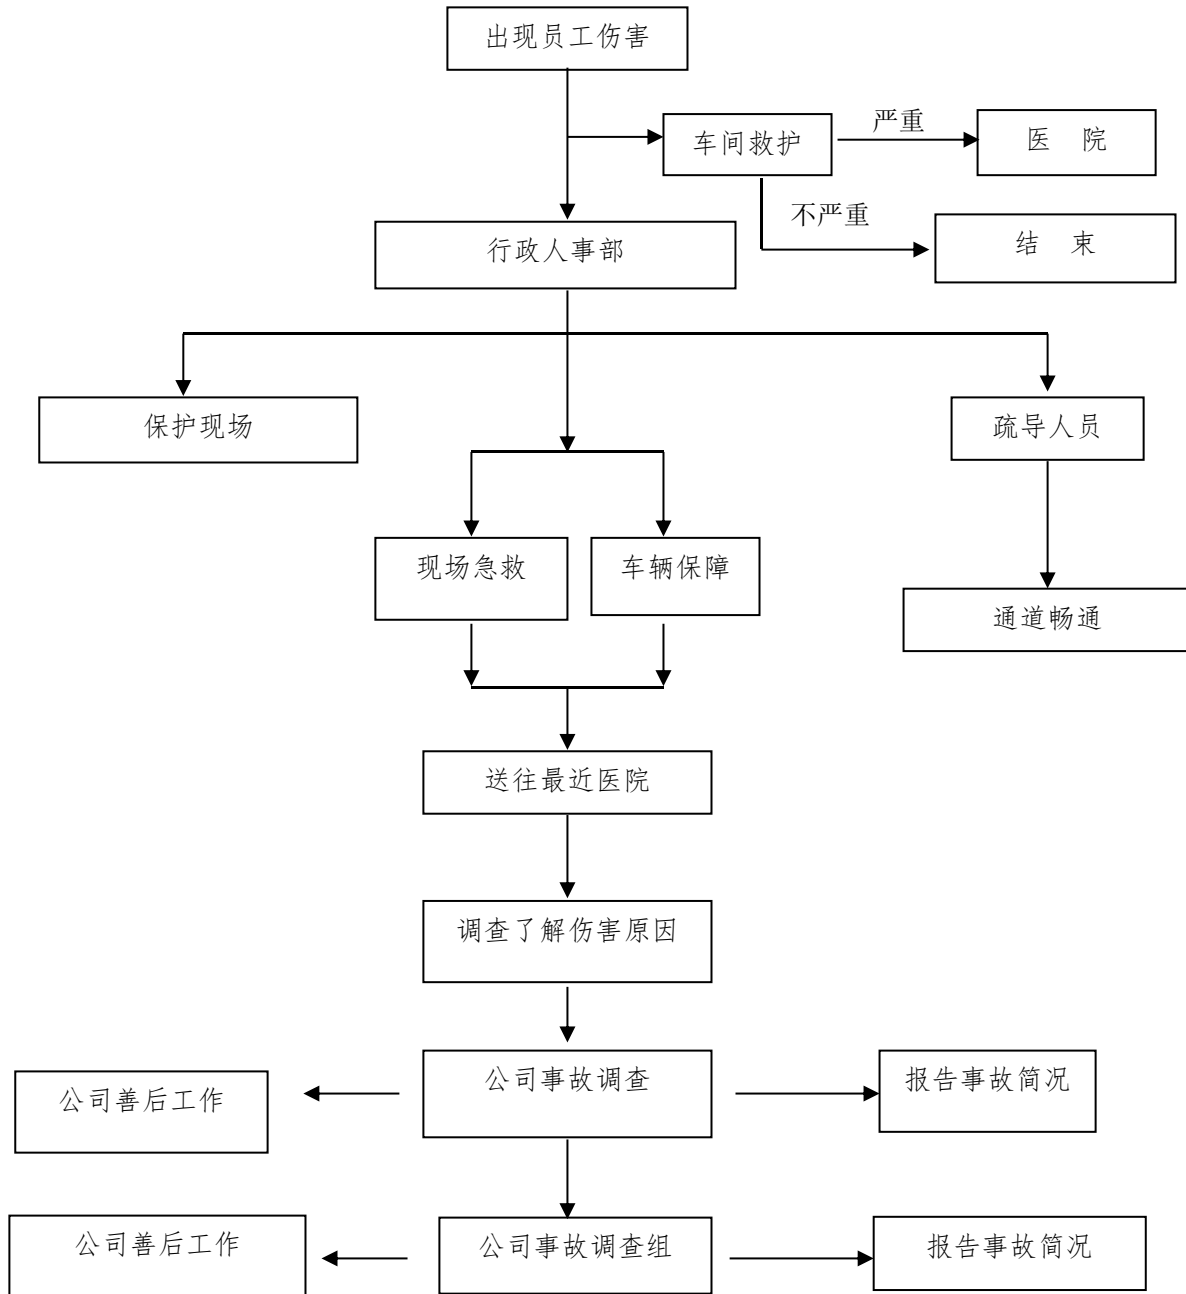 出现员工伤害
车间救护
严重
医 院
不严重
行政人事部
结 束
保护现场
疏导人员
现场急救
车辆保障
通道畅通
送往最近医院
调查了解伤害原因
公司善后工作
公司事故调查
报告事故简况
公司善后工作
公司事故调查组
报告事故简况